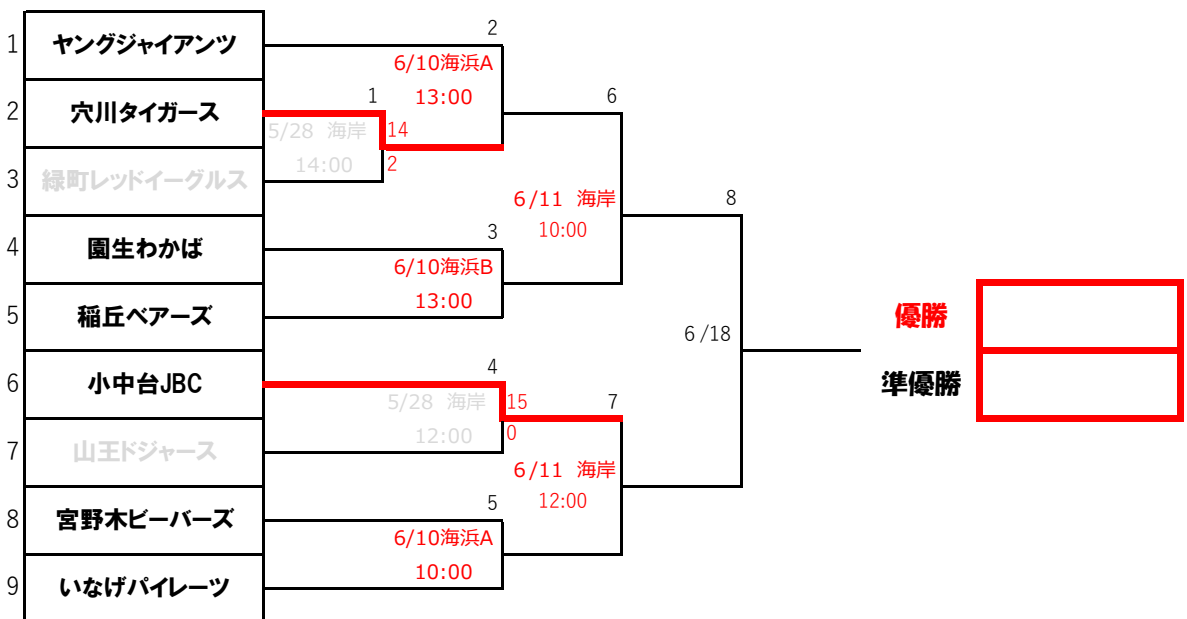 1
ヤングジャイアンツ
2
6/10海浜A
13:00
2
穴川タイガース
1
5/28 海岸
14:00
14
2
6
3
緑町レッドイーグルス
6/11 海岸
10:00
8
4
園生わかば
3
6/10海浜B
13:00
5
稲丘ベアーズ
6/18
優勝
準優勝
6
小中台JBC
4
5/28 海岸
12:00
15
0
7
7
山王ドジャース
6/11 海岸
12:00
8
宮野木ビーバーズ
5
6/10海浜A
10:00
9
いなげパイレーツ